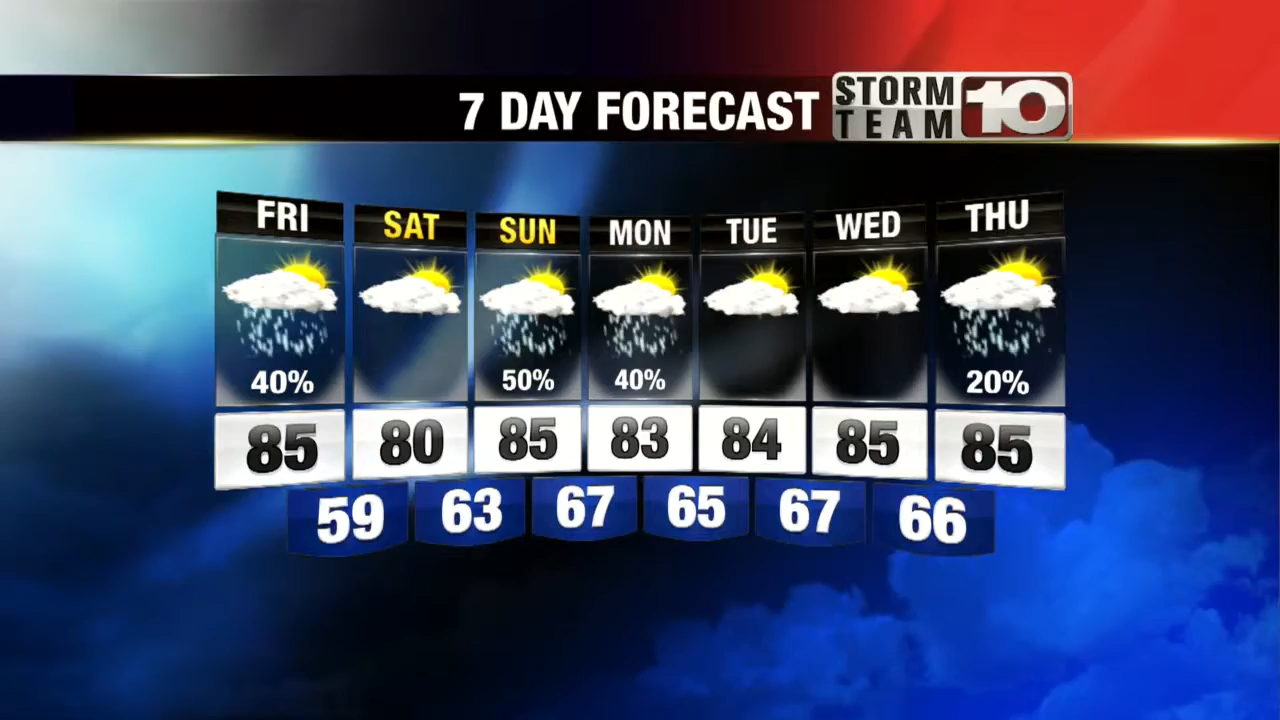 7 DAY FORECAST
STORM TEAM 10
FRI SAT SUN MON TUE WED THU
40% 50% 40% 20%
85 80 85 83 84 85 85
59 63 67 65 67 66